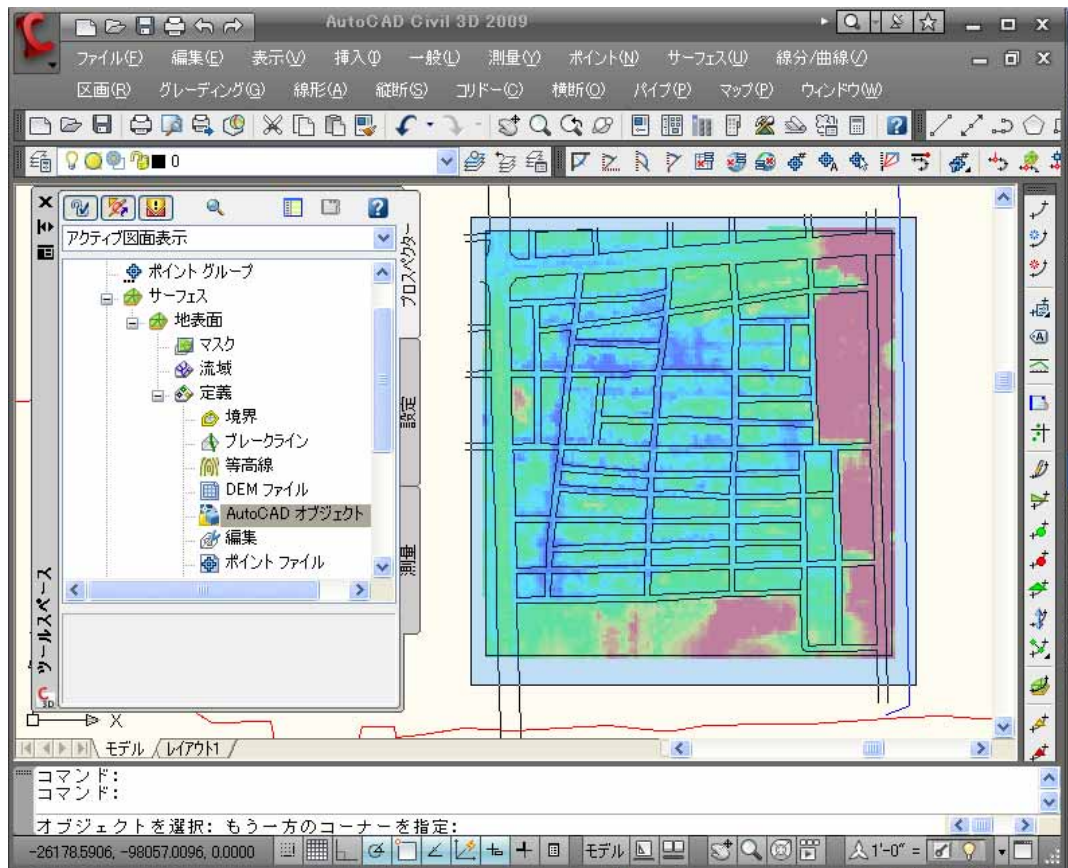 AutoCAD Civil 3D 2009
ファイル(F) 編集(E) 表示(V) 挿入(I) 一般(L) 測量(Y) ポイント(N) サーフェス(U) 線分/曲線(/)
区画(R) グレーディング(G) 線形(A) 縦断(S) コリドー(C) 横断(O) パイプ(P) マップ(P) ウィンドウ(W)
0
アクティブ図面表示
ポイント グループ
サーフェス
地表面
マスク
流域
定義
境界
ブレークライン
等高線
DEM ファイル
AutoCAD オブジェクト
編集
ポイント ファイル
プロスペクター
設定
測量
ツールスペース
X
モデル
レイアウト1
コマンド:
コマンド:
オブジェクトを選択: もう一方のコーナーを指定:
-26178.5906, -98057.0096, 0.0000 モデル 1'-0" =